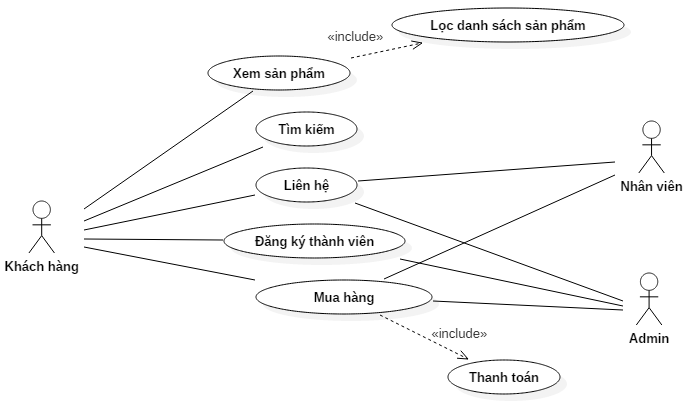 Lọc danh sách sản phẩm
«include»
Xem sản phẩm
Tìm kiếm
Liên hệ
Nhân viên
Đăng ký thành viên
Khách hàng
Mua hàng
«include»
Admin
Thanh toán